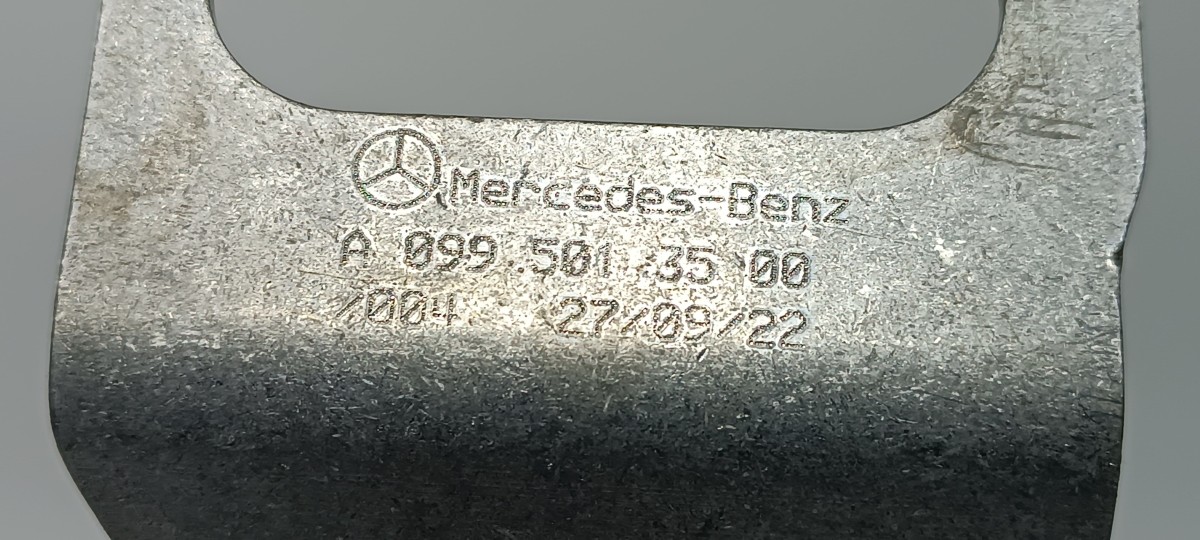 Mercedes-Benz
A 099 501 35 00
/004 27/09/22